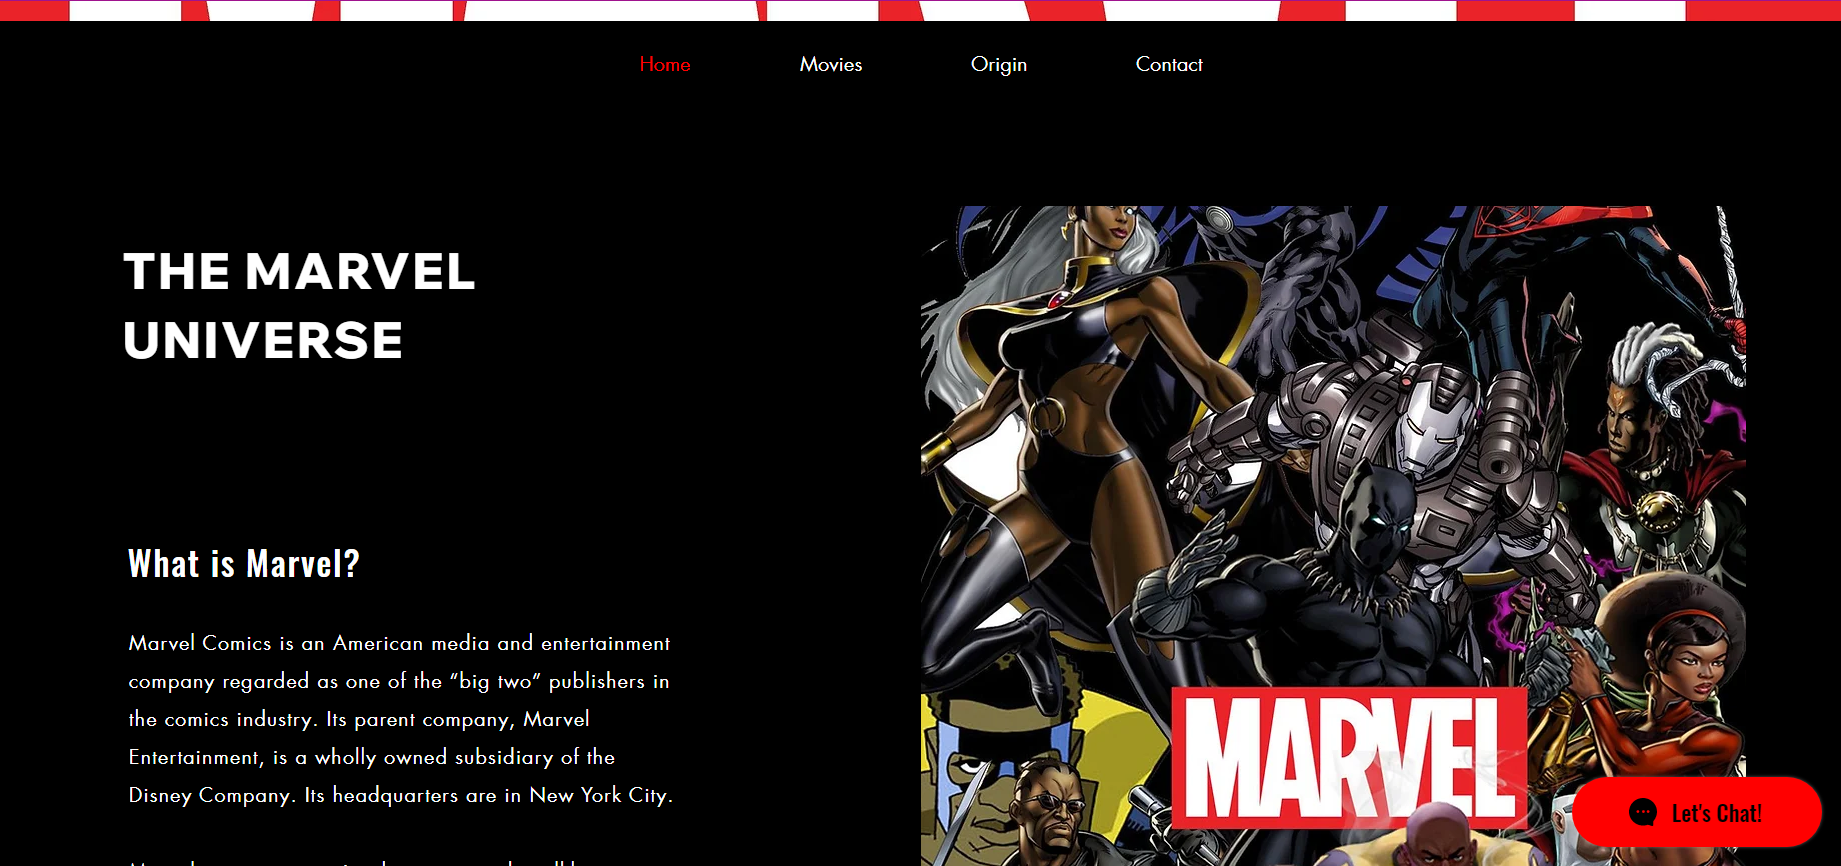 Home
Movies
Origin
Contact
THE MARVEL
UNIVERSE
What is Marvel?
Marvel Comics is an American media and entertainment
company regarded as one of the “big two” publishers in
the comics industry. Its parent company, Marvel
Entertainment, is a wholly owned subsidiary of the
Disney Company. Its headquarters are in New York City.
MARVEL
Let's Chat!